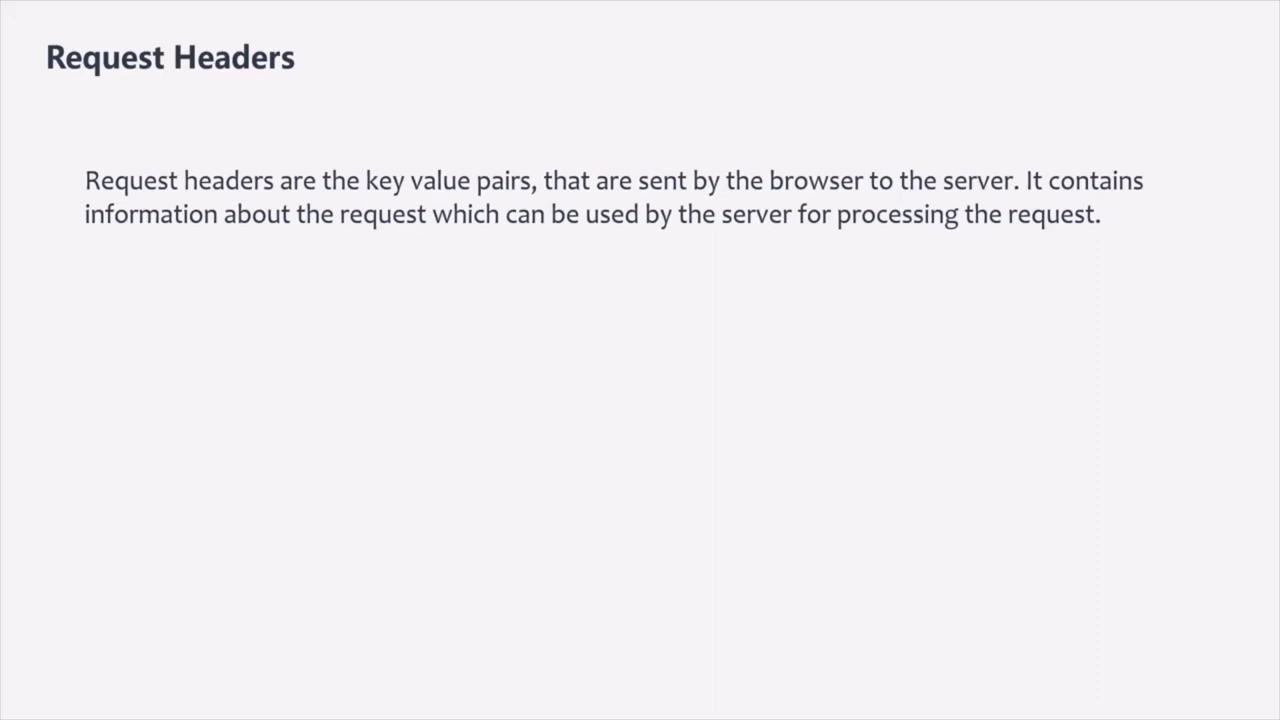 Request Headers
Request headers are the key value pairs, that are sent by the browser to the server. It contains
information about the request which can be used by the server for processing the request.